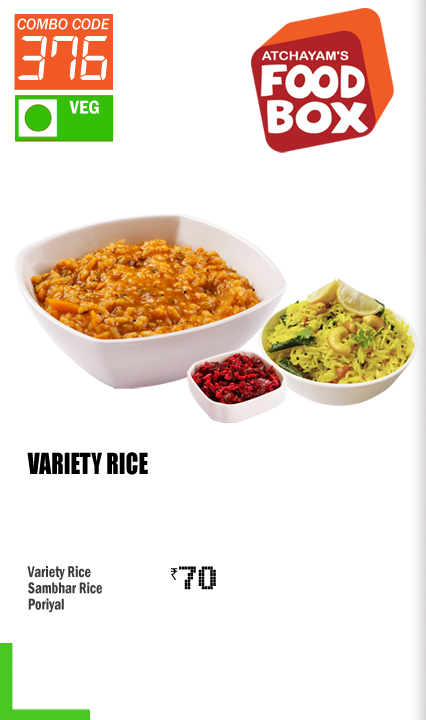 COMBO CODE
376
VEG
ATCHAYAM'S
FOOD
BOX
VARIETY RICE
Variety Rice
Sambhar Rice
Poriyal
₹70